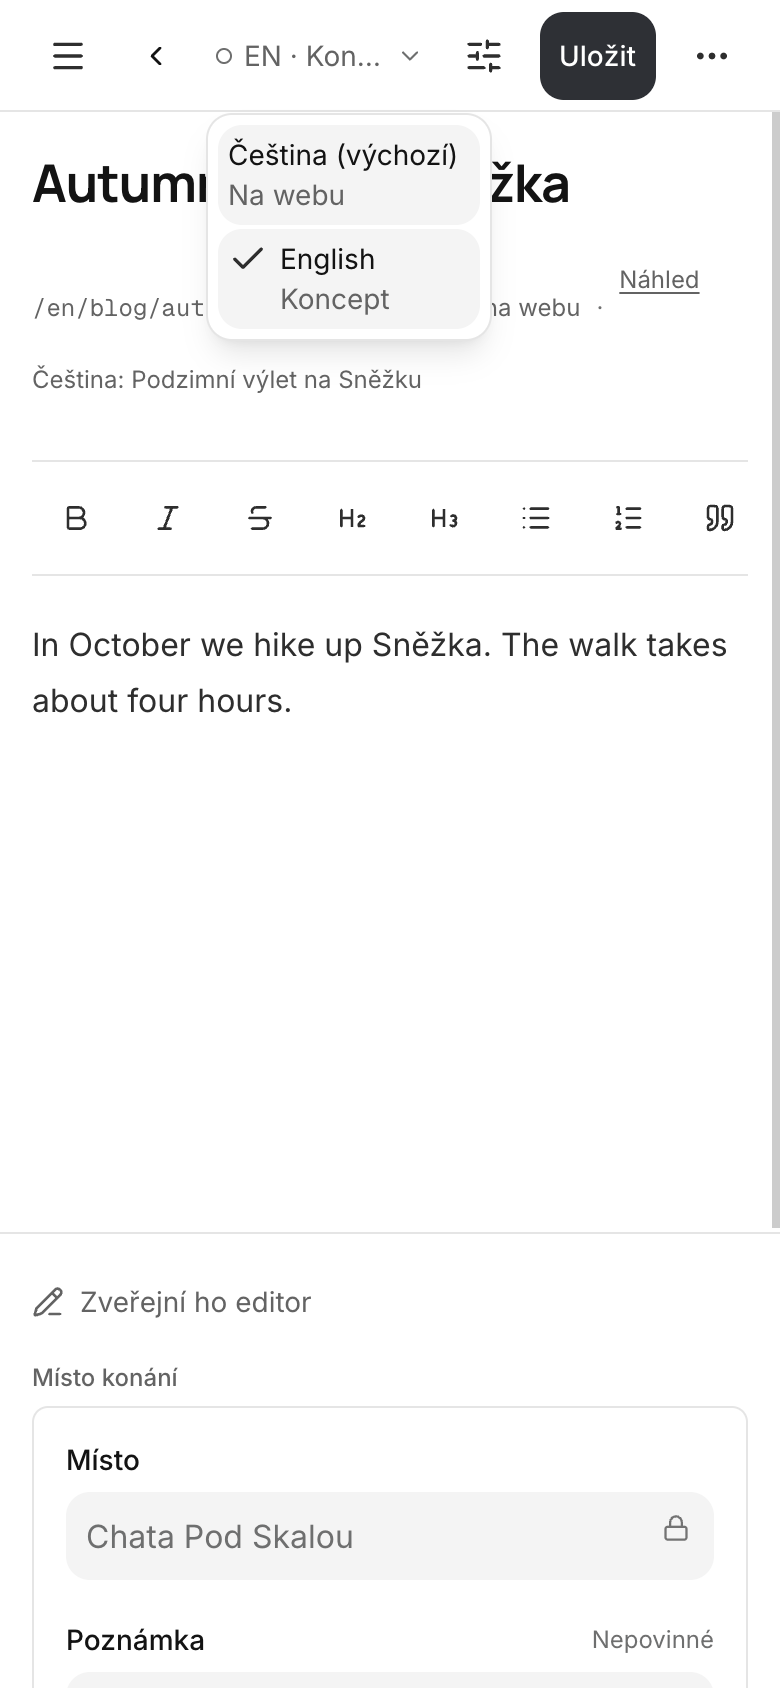 EN · Kon...
Uložit
Čeština (výchozí)
Na webu
English
Koncept
žka
/en/blog/aut
na webu ·
Náhled
Čeština: Podzimní výlet na Sněžku
B I S H2 H3
In October we hike up Sněžka. The walk takes
about four hours.
Zveřejní ho editor
Místo konání
Místo
Chata Pod Skalou
Poznámka
Nepovinné